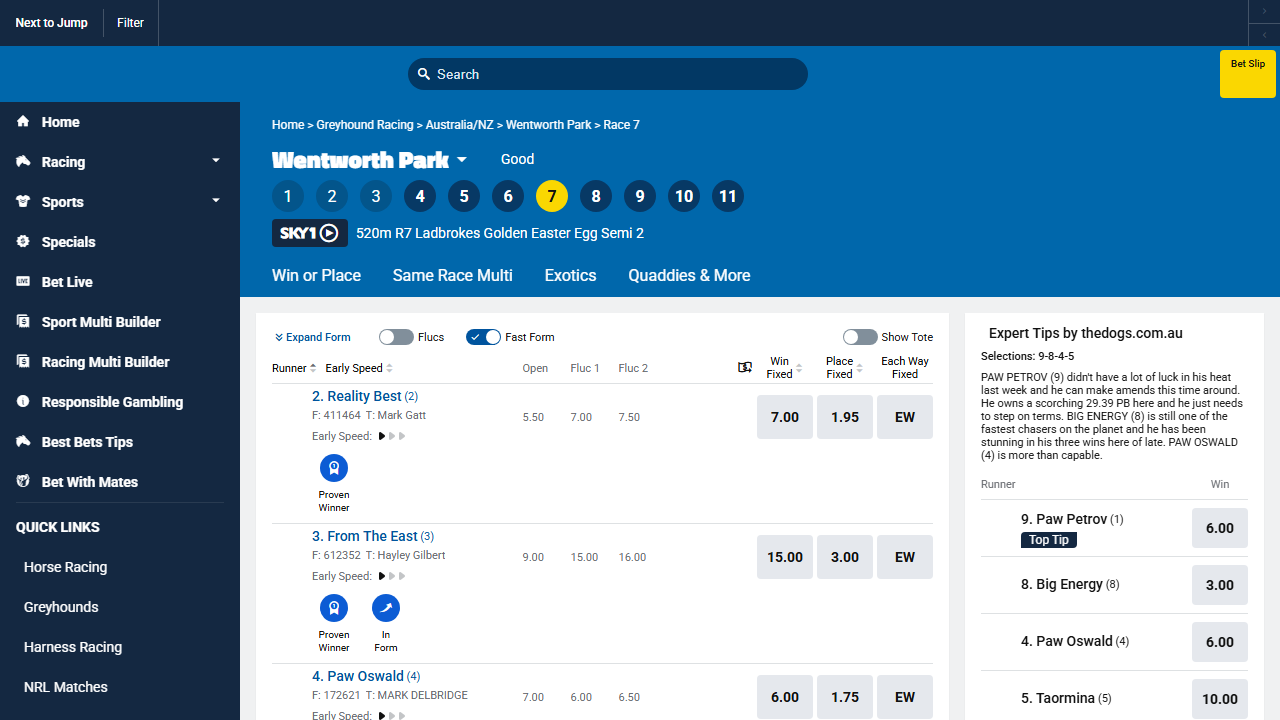 Next to Jump
Filter
Search
Bet Slip
Home
Racing
Sports
Specials
Bet Live
Sport Multi Builder
Racing Multi Builder
Responsible Gambling
Best Bets Tips
Bet With Mates
QUICK LINKS
Horse Racing
Greyhounds
Harness Racing
NRL Matches
Home > Greyhound Racing > Australia/NZ > Wentworth Park > Race 7
Wentworth Park Good
1 2 3 4 5 6 7 8 9 10 11
SKY1 520m R7 Ladbrokes Golden Easter Egg Semi 2
Win or Place Same Race Multi Exotics Quaddies & More
Expand Form Flucs Fast Form Show Tote
Runner Early Speed Open Fluc 1 Fluc 2 Win Fixed Place Fixed Each Way Fixed
2. Reality Best (2)
F: 411464 T: Mark Gatt 5.50 7.00 7.50 7.00 1.95 EW
Early Speed:
Proven
Winner
3. From The East (3)
F: 612352 T: Hayley Gilbert 9.00 15.00 16.00 15.00 3.00 EW
Early Speed:
Proven In
Winner Form
4. Paw Oswald (4)
F: 172621 T: MARK DELBRIDGE 7.00 6.00 6.50 6.00 1.75 EW
Early Speed:
Expert Tips by thedogs.com.au
Selections: 9-8-4-5
PAW PETROV (9) didn't have a lot of luck in his heat
last week and he can make amends this time around.
He owns a scorching 29.39 PB here and he just needs
to step on terms. BIG ENERGY (8) is still one of the
fastest chasers on the planet and he has been
stunning in his three wins here of late. PAW OSWALD
(4) is more than capable.
Runner Win
9. Paw Petrov (1) 6.00
Top Tip
8. Big Energy (8) 3.00
4. Paw Oswald (4) 6.00
5. Taormina (5) 10.00